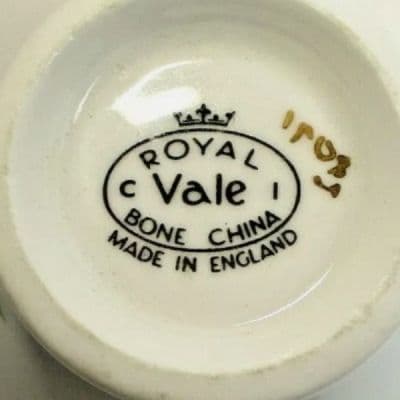 ROYAL
C Vale I
BONE CHINA
MADE IN ENGLAND